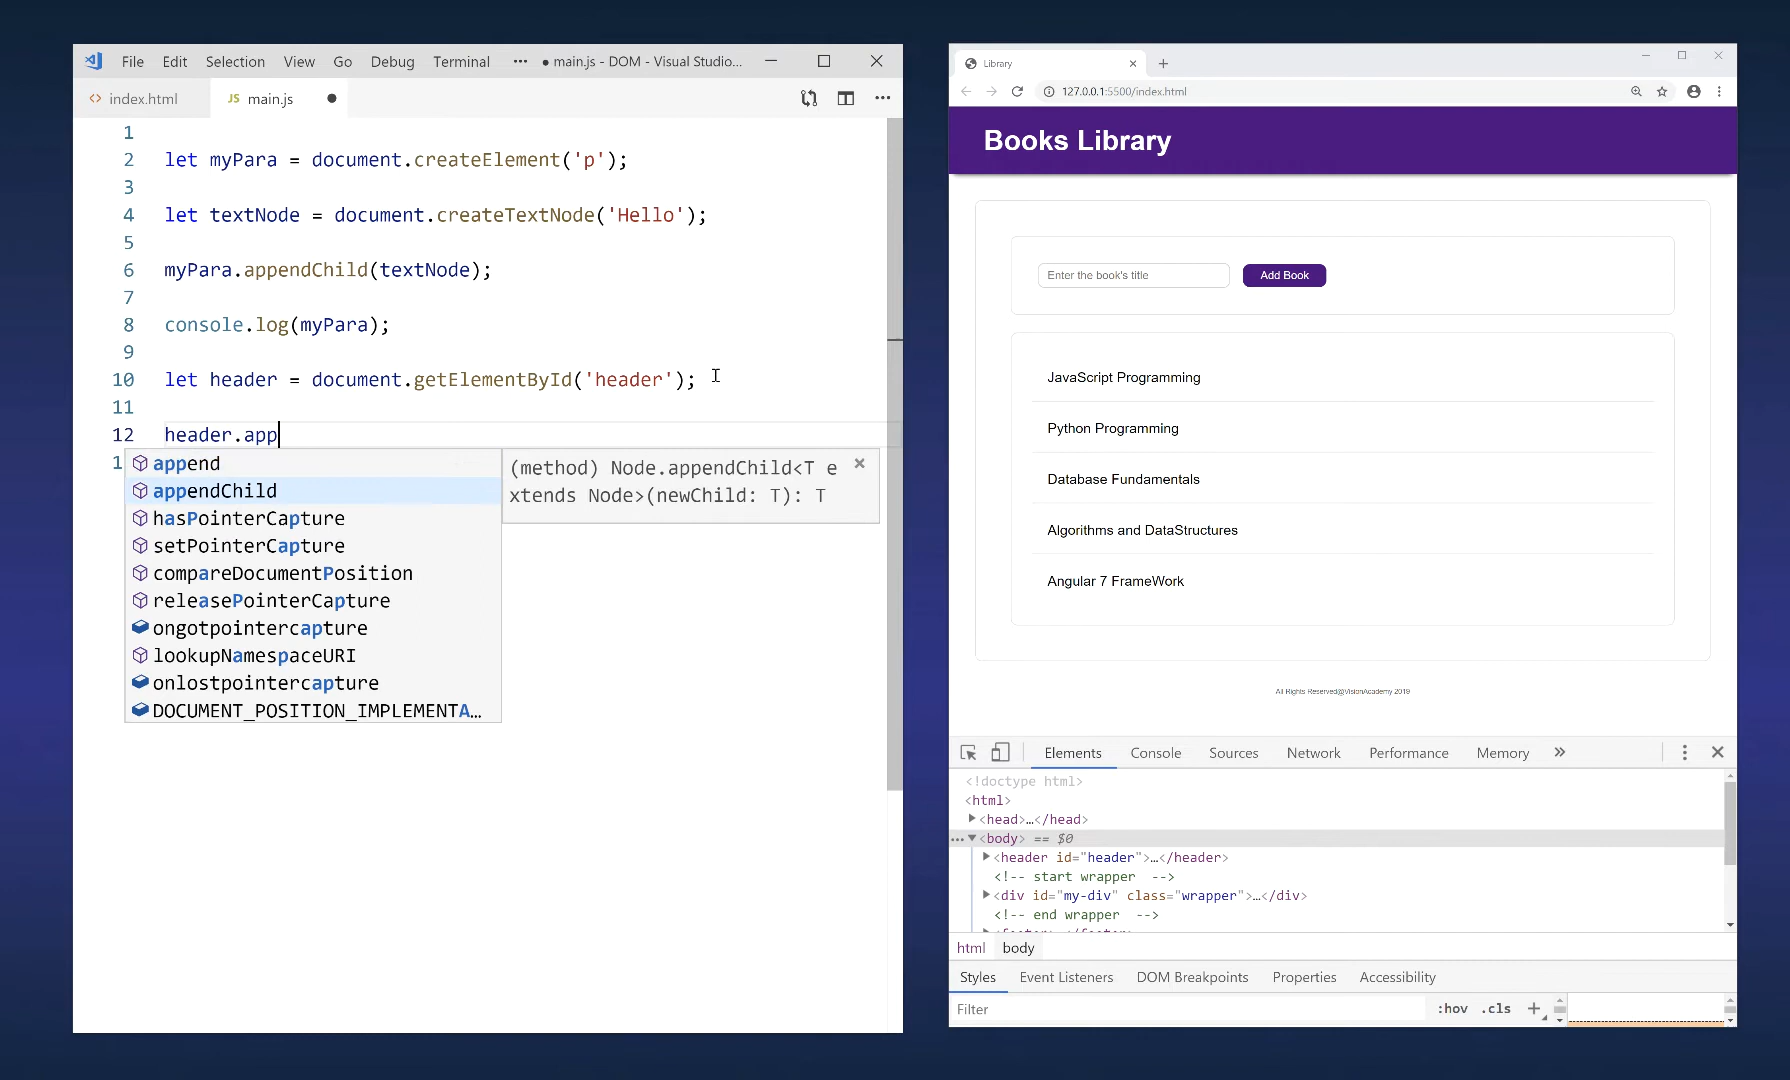 File Edit Selection View Go Debug Terminal ••• ● main.js - DOM - Visual Studio...
<> index.html JS main.js ●
1
2 let myPara = document.createElement('p');
3
4 let textNode = document.createTextNode('Hello');
5
6 myPara.appendChild(textNode);
7
8 console.log(myPara);
9
10 let header = document.getElementById('header');
11
12 header.app
1
append
appendChild
hasPointerCapture
setPointerCapture
compareDocumentPosition
releasePointerCapture
ongotpointercapture
lookupNamespaceURI
onlostpointercapture
DOCUMENT_POSITION_IMPLEMENTA…
(method) Node.appendChild<T e
xtends Node>(newChild: T): T
Library
127.0.0.1:5500/index.html
Books Library
Enter the book's title Add Book
JavaScript Programming
Python Programming
Database Fundamentals
Algorithms and DataStructures
Angular 7 FrameWork
All Rights Reserved@VisionAcademy 2019
Elements Console Sources Network Performance Memory »
<!doctype html>
<html>
<head>…</head>
<body> == $0
<header id="header">…</header>
<!-- start wrapper -->
<div id="my-div" class="wrapper">…</div>
<!-- end wrapper -->
html body
Styles Event Listeners DOM Breakpoints Properties Accessibility
Filter :hov .cls +